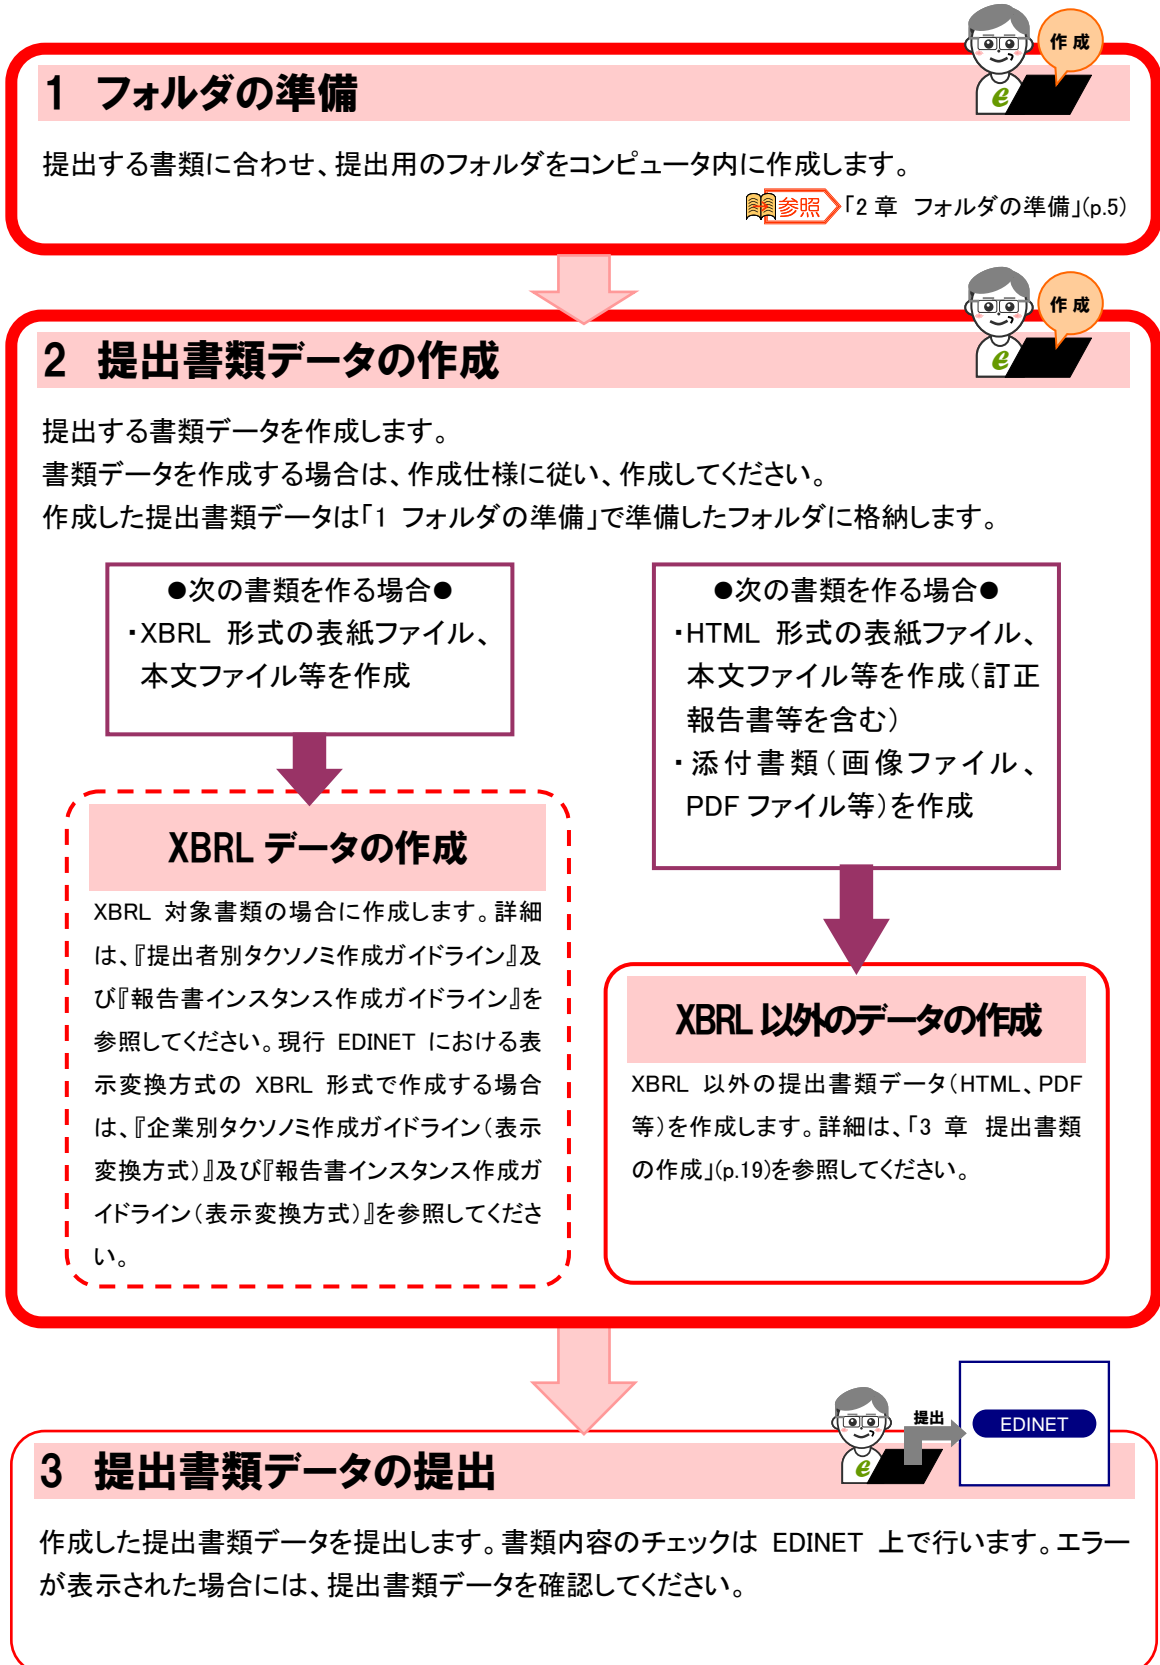 作成
1 フォルダの準備
提出する書類に合わせ、提出用のフォルダをコンピュータ内に作成します。
参照 「2 章 フォルダの準備」(p.5)
作成
2 提出書類データの作成
提出する書類データを作成します。
書類データを作成する場合は、作成仕様に従い、作成してください。
作成した提出書類データは「1 フォルダの準備」で準備したフォルダに格納します。
●次の書類を作る場合●
・XBRL 形式の表紙ファイル、
本文ファイル等を作成
XBRL データの作成
XBRL 対象書類の場合に作成します。詳細
は、『提出者別タクソノミ作成ガイドライン』及
び『報告書インスタンス作成ガイドライン』を
参照してください。現行 EDINET における表
示変換方式の XBRL 形式で作成する場合
は、『企業別タクソノミ作成ガイドライン(表示
変換方式)』及び『報告書インスタンス作成ガ
イドライン(表示変換方式)』を参照してくださ
い。
●次の書類を作る場合●
・HTML 形式の表紙ファイル、
本文ファイル等を作成(訂正
報告書等を含む)
・添付書類(画像ファイル、
PDF ファイル等)を作成
XBRL 以外のデータの作成
XBRL 以外の提出書類データ(HTML、PDF
等)を作成します。詳細は、「3 章 提出書類
の作成」(p.19)を参照してください。
提出
EDINET
3 提出書類データの提出
作成した提出書類データを提出します。書類内容のチェックは EDINET 上で行います。エラー
が表示された場合には、提出書類データを確認してください。